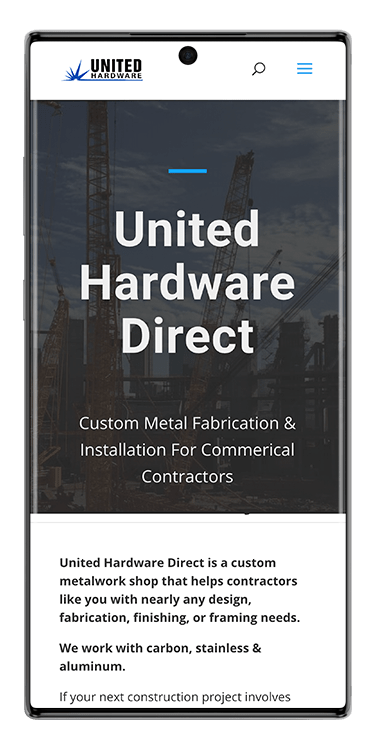 UNITED
HARDWARE
United
Hardware
Direct
Custom Metal Fabrication &
Installation For Commerical
Contractors
United Hardware Direct is a custom
metalwork shop that helps contractors
like you with nearly any design,
fabrication, finishing, or framing needs.
We work with carbon, stainless &
aluminum.
If your next construction project involves